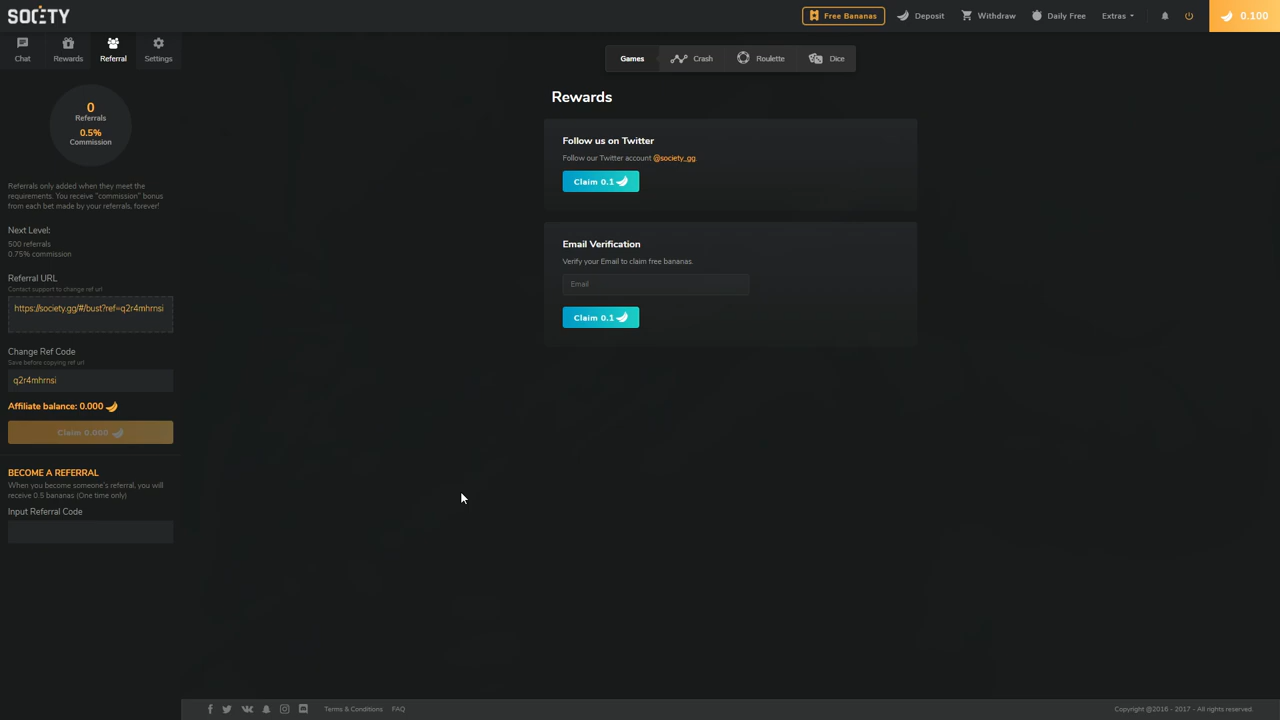 SOCIETY
Free Bananas
Deposit
Withdraw
Daily Free
Extras
0.100
Chat
Rewards
Referral
Settings
Games
Crash
Roulette
Dice
0
Referrals
0.5%
Commission
Referrals only added when they meet the
requirements. You receive "commission" bonus
from each bet made by your referrals, forever!
Next Level:
500 referrals
0.75% commission
Referral URL
Contact support to change ref url
https://society.gg/#/bust?ref=q2r4mhrnsi
Change Ref Code
Save before copying ref url
q2r4mhrnsi
Affiliate balance: 0.000
Claim 0.000
BECOME A REFERRAL
When you become someone's referral, you will
receive 0.5 bananas (One time only)
Input Referral Code
Rewards
Follow us on Twitter
Follow our Twitter account @society_gg.
Claim 0.1
Email Verification
Verify your Email to claim free bananas.
Email
Claim 0.1
Terms & Conditions
FAQ
Copyright @2016 - 2017 - All rights reserved.